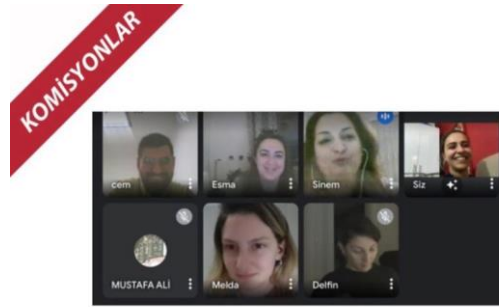 KOMİSYONLAR
cem
Esma
Sinem
Siz
MUSTAFA ALİ
Melda
Delfin